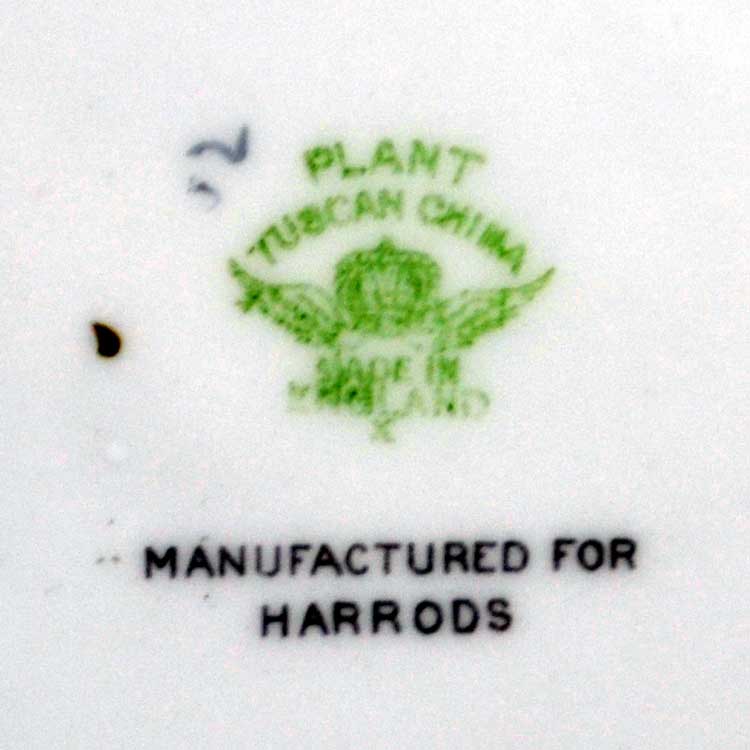 PLANT
TUSCAN CHINA
MADE IN
ENGLAND
MANUFACTURED FOR
HARRODS